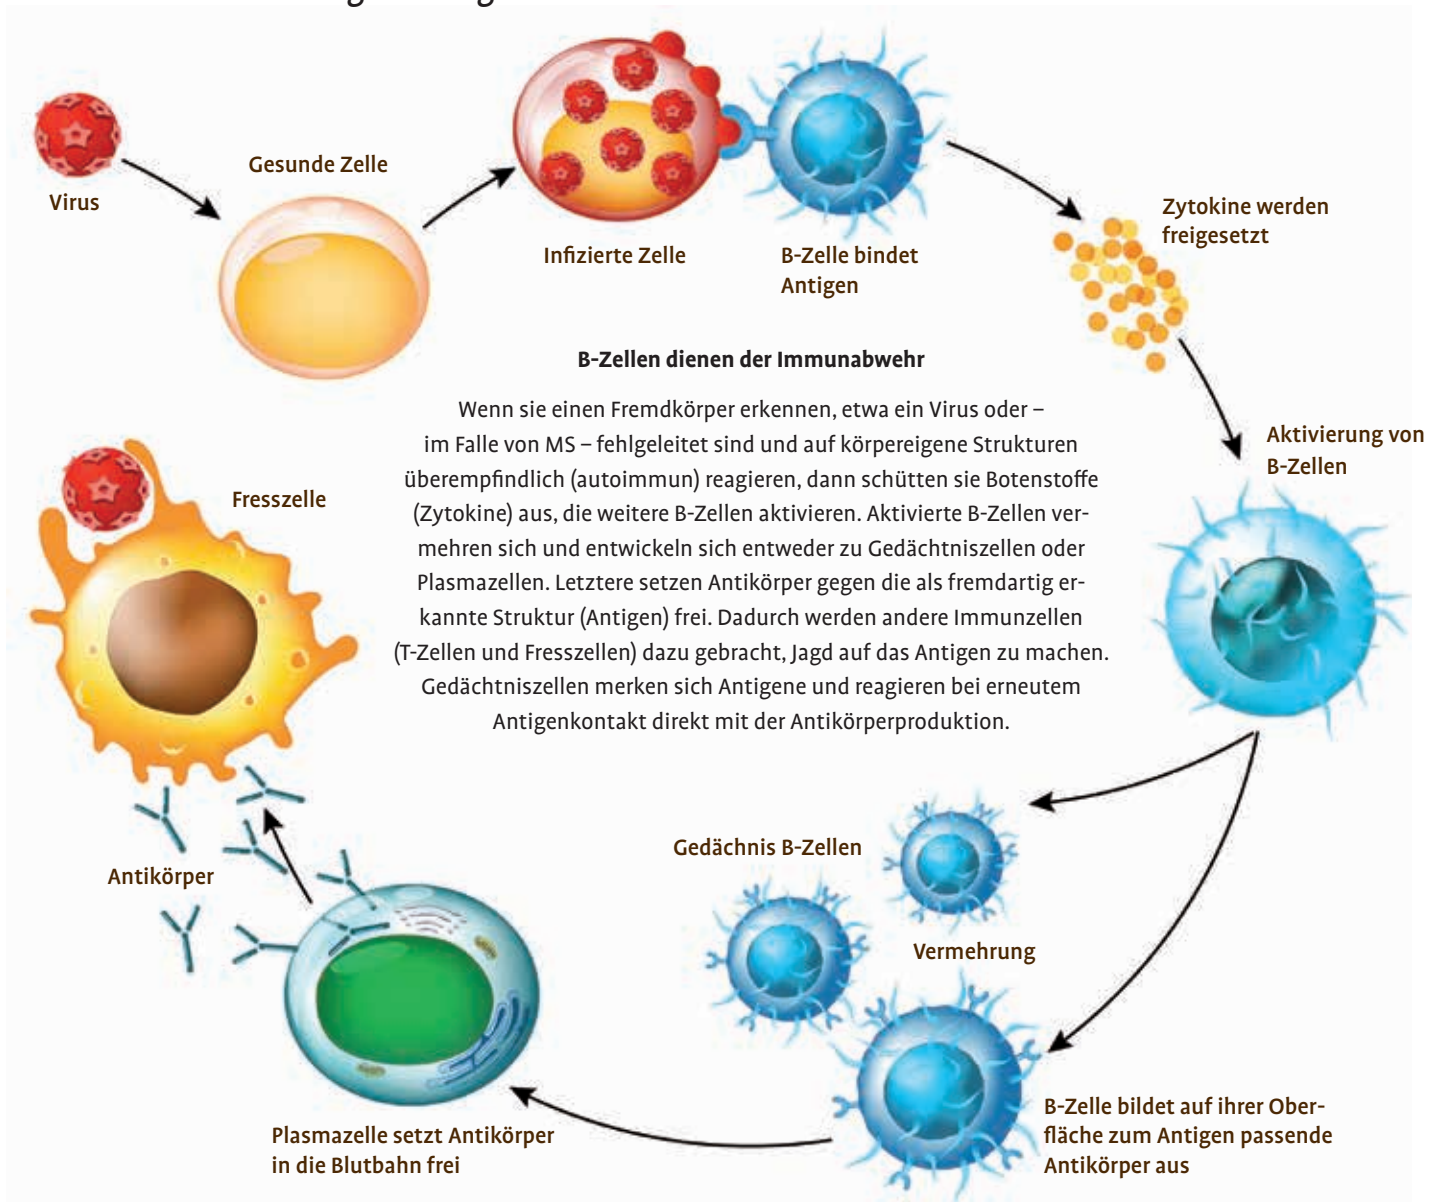 Virus
Gesunde Zelle
Infizierte Zelle
B-Zelle bindet
Antigen
Zytokine werden
freigesetzt
B-Zellen dienen der Immunabwehr
Wenn sie einen Fremdkörper erkennen, etwa ein Virus oder –
im Falle von MS – fehlgeleitet sind und auf körpereigene Strukturen
überempfindlich (autoimmun) reagieren, dann schütten sie Botenstoffe
(Zytokine) aus, die weitere B-Zellen aktivieren. Aktivierte B-Zellen ver-
mehren sich und entwickeln sich entweder zu Gedächtniszellen oder
Plasmazellen. Letztere setzen Antikörper gegen die als fremdartig er-
kannte Struktur (Antigen) frei. Dadurch werden andere Immunzellen
(T-Zellen und Fresszellen) dazu gebracht, Jagd auf das Antigen zu machen.
Gedächtniszellen merken sich Antigene und reagieren bei erneutem
Antigenkontakt direkt mit der Antikörperproduktion.
Aktivierung von
B-Zellen
Fresszelle
Gedächnis B-Zellen
Vermehrung
Antikörper
B-Zelle bildet auf ihrer Ober-
fläche zum Antigen passende
Antikörper aus
Plasmazelle setzt Antikörper
in die Blutbahn frei